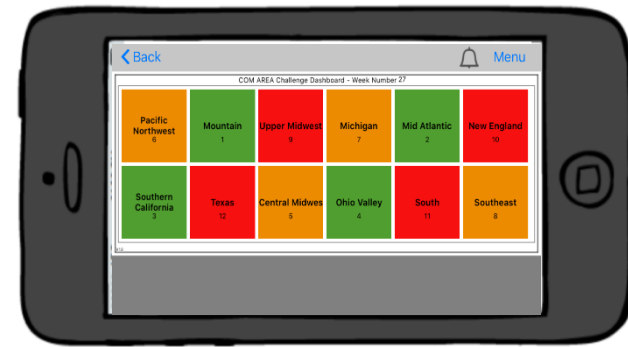 Back
Menu
COM AREA Challenge Dashboard - Week Number 27
Pacific
Northwest
6
Mountain
1
Upper Midwest
9
Michigan
7
Mid Atlantic
2
New England
10
Southern
California
3
Texas
12
Central Midwes
5
Ohio Valley
4
South
11
Southeast
8